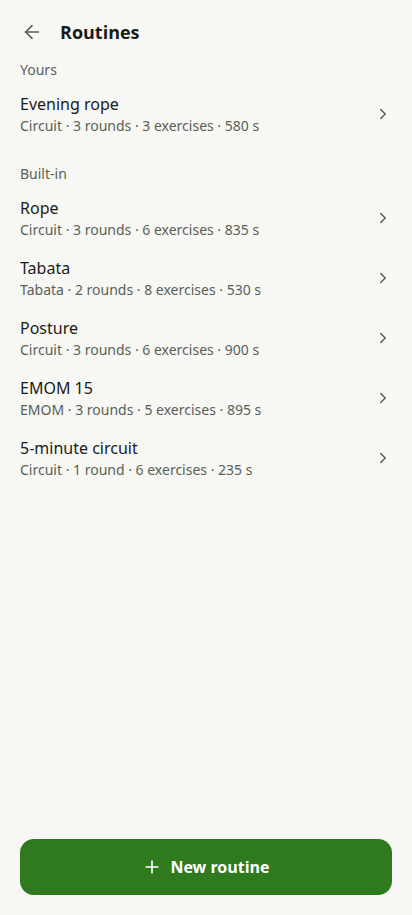 Routines
Yours
Evening rope
Circuit · 3 rounds · 3 exercises · 580 s
Built-in
Rope
Circuit · 3 rounds · 6 exercises · 835 s
Tabata
Tabata · 2 rounds · 8 exercises · 530 s
Posture
Circuit · 3 rounds · 6 exercises · 900 s
EMOM 15
EMOM · 3 rounds · 5 exercises · 895 s
5-minute circuit
Circuit · 1 round · 6 exercises · 235 s
New routine